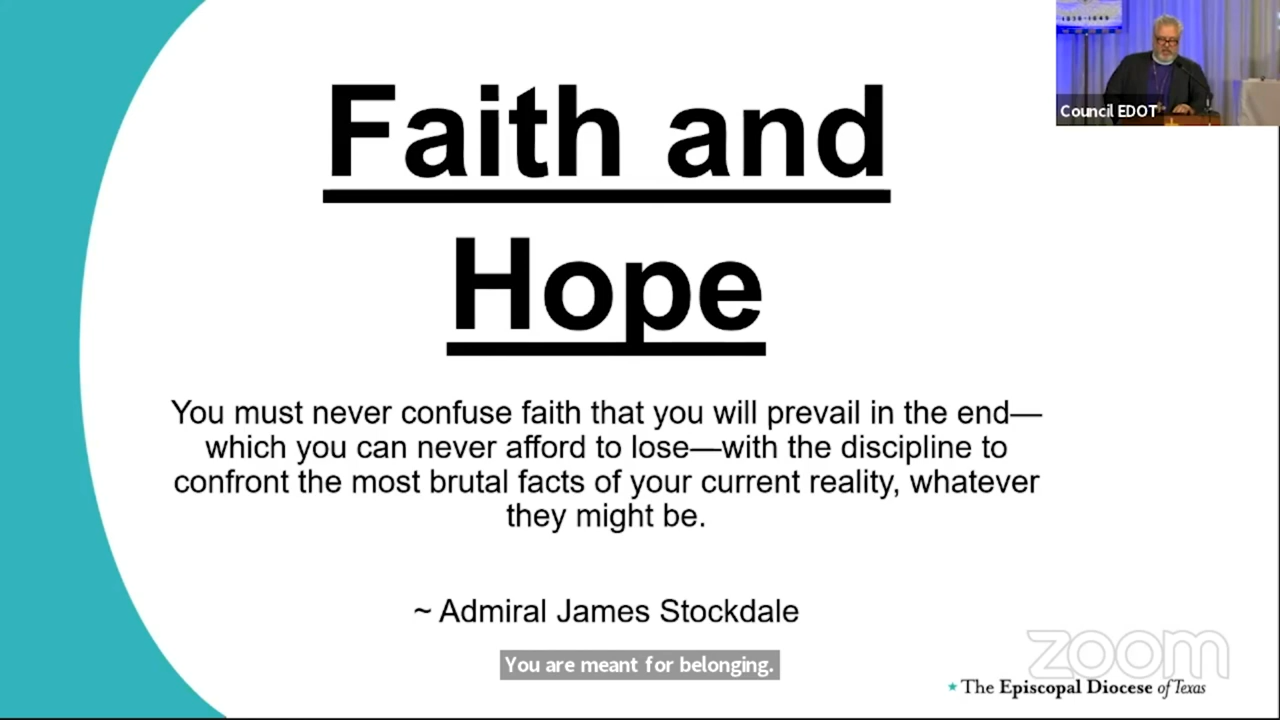 Faith and
Hope
You must never confuse faith that you will prevail in the end—
which you can never afford to lose—with the discipline to
confront the most brutal facts of your current reality, whatever
they might be.
~ Admiral James Stockdale
You are meant for belonging.
zoom
The Episcopal Diocese of Texas
1838-1849
Council EDOT